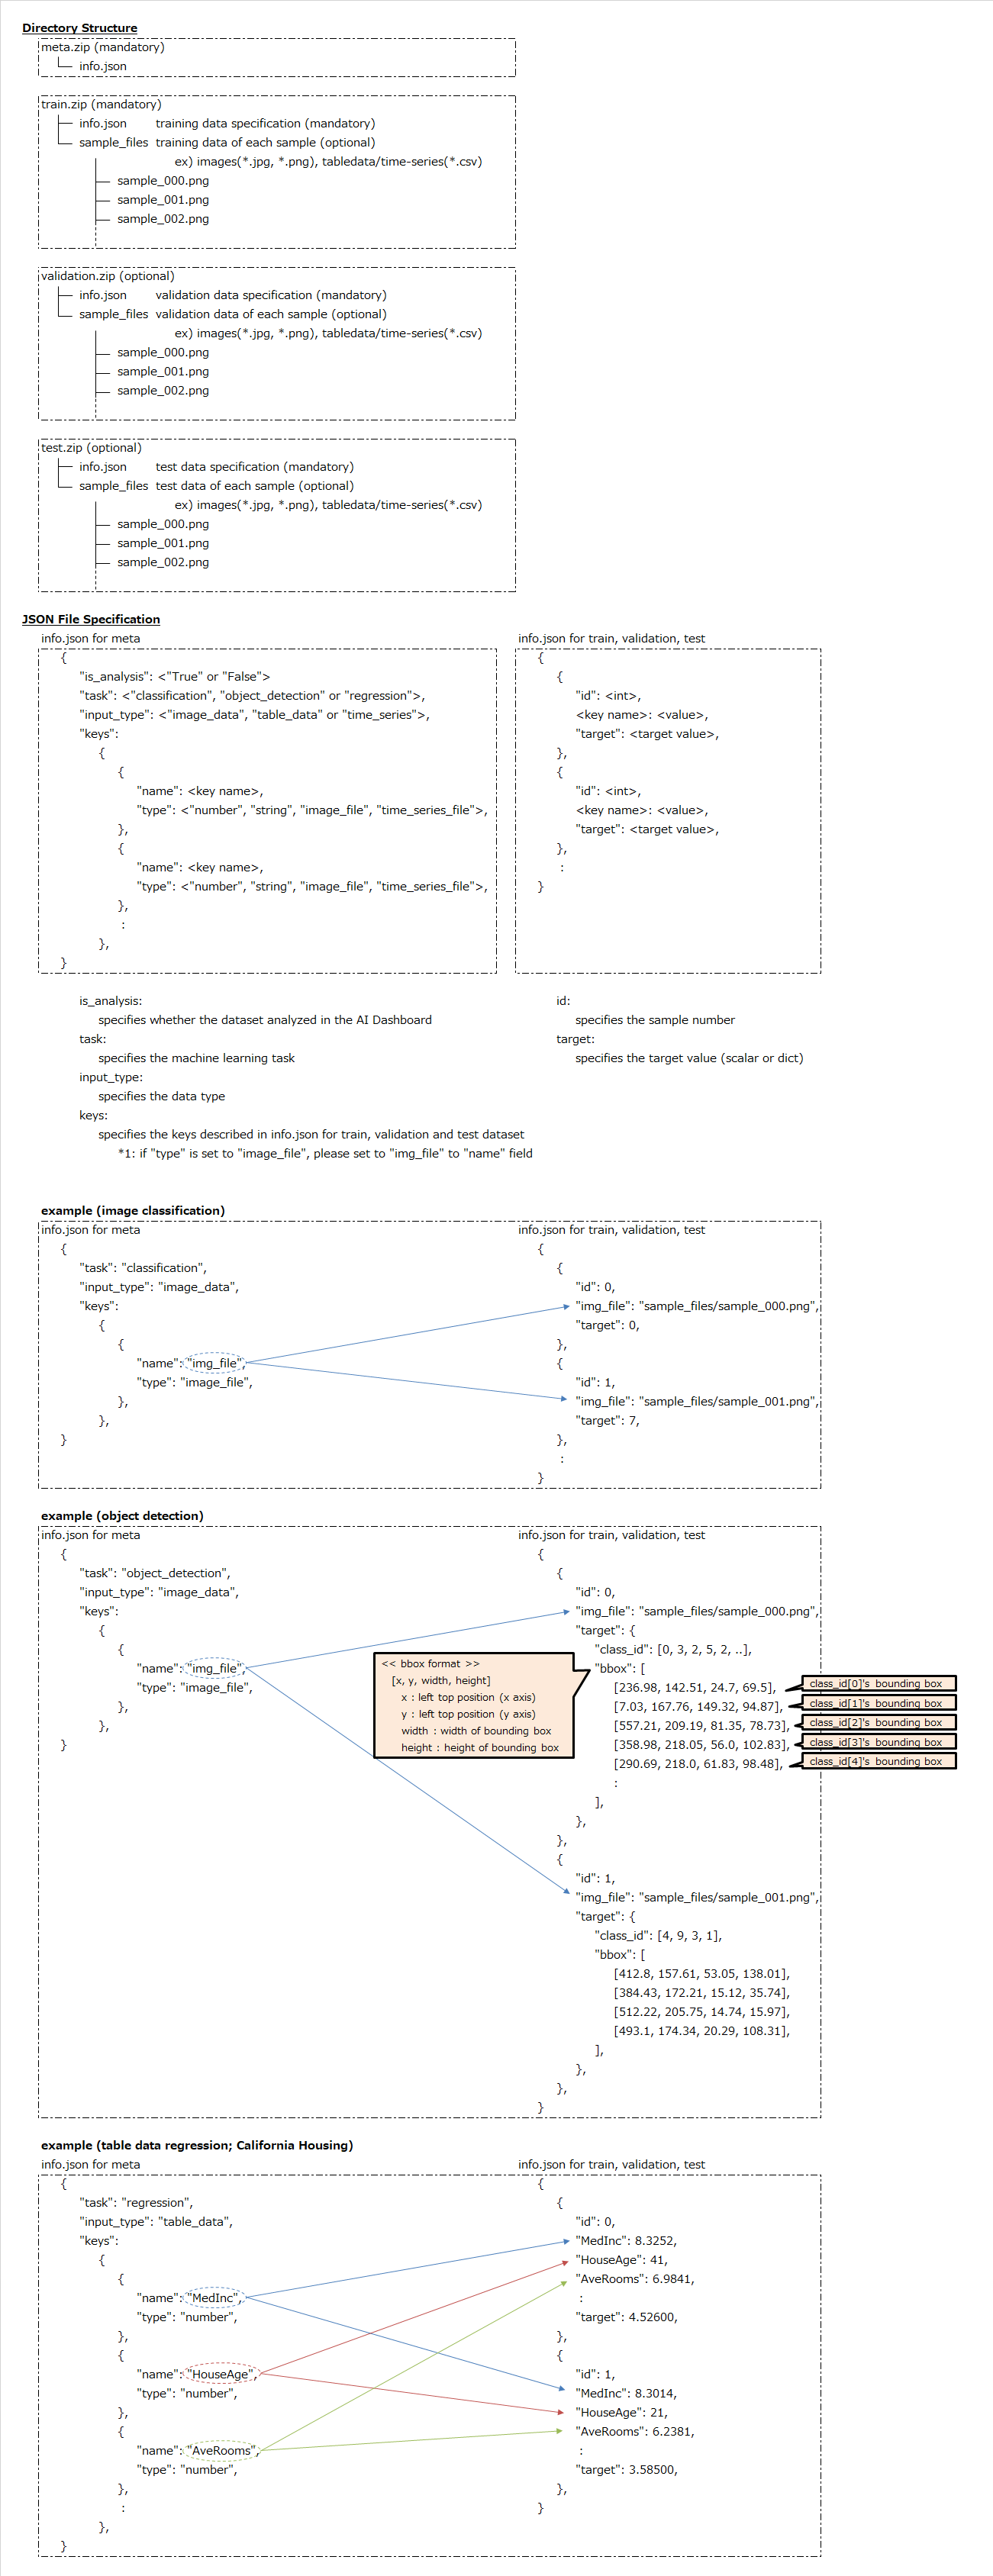 Directory Structure
meta.zip (mandatory)
info.json
train.zip (mandatory)
info.json training data specification (mandatory)
sample_files training data of each sample (optional)
ex) images(*.jpg, *.png), tabledata/time-series(*.csv)
sample_000.png
sample_001.png
sample_002.png
validation.zip (optional)
info.json validation data specification (mandatory)
sample_files validation data of each sample (optional)
ex) images(*.jpg, *.png), tabledata/time-series(*.csv)
sample_000.png
sample_001.png
sample_002.png
test.zip (optional)
info.json test data specification (mandatory)
sample_files test data of each sample (optional)
ex) images(*.jpg, *.png), tabledata/time-series(*.csv)
sample_000.png
sample_001.png
sample_002.png
JSON File Specification
info.json for meta
{
"is_analysis": <"True" or "False">
"task": <"classification", "object_detection" or "regression">,
"input_type": <"image_data", "table_data" or "time_series">,
"keys":
{
{
"name": <key name>,
"type": <"number", "string", "image_file", "time_series_file">,
},
{
"name": <key name>,
"type": <"number", "string", "image_file", "time_series_file">,
},
:
},
}
info.json for train, validation, test
{
{
"id": <int>,
<key name>: <value>,
"target": <target value>,
},
{
"id": <int>,
<key name>: <value>,
"target": <target value>,
},
:
}
is_analysis:
specifies whether the dataset analyzed in the AI Dashboard
task:
specifies the machine learning task
input_type:
specifies the data type
keys:
specifies the keys described in info.json for train, validation and test dataset
*1: if "type" is set to "image_file", please set to "img_file" to "name" field
id:
specifies the sample number
target:
specifies the target value (scalar or dict)
example (image classification)
info.json for meta
{
"task": "classification",
"input_type": "image_data",
"keys":
{
{
"name": "img_file",
"type": "image_file",
},
},
}
info.json for train, validation, test
{
{
"id": 0,
"img_file": "sample_files/sample_000.png",
"target": 0,
},
{
"id": 1,
"img_file": "sample_files/sample_001.png",
"target": 7,
},
:
}
example (object detection)
info.json for meta
{
"task": "object_detection",
"input_type": "image_data",
"keys":
{
{
"name": "img_file",
"type": "image_file",
},
},
}
<< bbox format >>
[x, y, width, height]
x : left top position (x axis)
y : left top position (y axis)
width : width of bounding box
height : height of bounding box
info.json for train, validation, test
{
{
"id": 0,
"img_file": "sample_files/sample_000.png",
"target": {
"class_id": [0, 3, 2, 5, 2, ..],
"bbox": [
[236.98, 142.51, 24.7, 69.5], class_id[0]'s bounding box
[7.03, 167.76, 149.32, 94.87], class_id[1]'s bounding box
[557.21, 209.19, 81.35, 78.73], class_id[2]'s bounding box
[358.98, 218.05, 56.0, 102.83], class_id[3]'s bounding box
[290.69, 218.0, 61.83, 98.48], class_id[4]'s bounding box
:
],
},
},
{
"id": 1,
"img_file": "sample_files/sample_001.png",
"target": {
"class_id": [4, 9, 3, 1],
"bbox": [
[412.8, 157.61, 53.05, 138.01],
[384.43, 172.21, 15.12, 35.74],
[512.22, 205.75, 14.74, 15.97],
[493.1, 174.34, 20.29, 108.31],
],
},
},
}
example (table data regression; California Housing)
info.json for meta
{
"task": "regression",
"input_type": "table_data",
"keys":
{
{
"name": "MedInc",
"type": "number",
},
{
"name": "HouseAge",
"type": "number",
},
{
"name": "AveRooms",
"type": "number",
},
:
},
}
info.json for train, validation, test
{
{
"id": 0,
"MedInc": 8.3252,
"HouseAge": 41,
"AveRooms": 6.9841,
:
"target": 4.52600,
},
{
"id": 1,
"MedInc": 8.3014,
"HouseAge": 21,
"AveRooms": 6.2381,
:
"target": 3.58500,
},
}